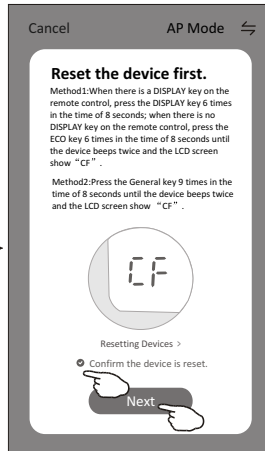 Cancel AP Mode
Reset the device first.
Method1:When there is a DISPLAY key on the
remote control, press the DISPLAY key 6 times
in the time of 8 seconds; when there is no
DISPLAY key on the remote control, press the
ECO key 6 times in the time of 8 seconds until
the device beeps twice and the LCD screen
show “CF”.
Method2:Press the General key 9 times in the
time of 8 seconds until the device beeps twice
and the LCD screen show “CF”.
CF
Resetting Devices >
Confirm the device is reset.
Next